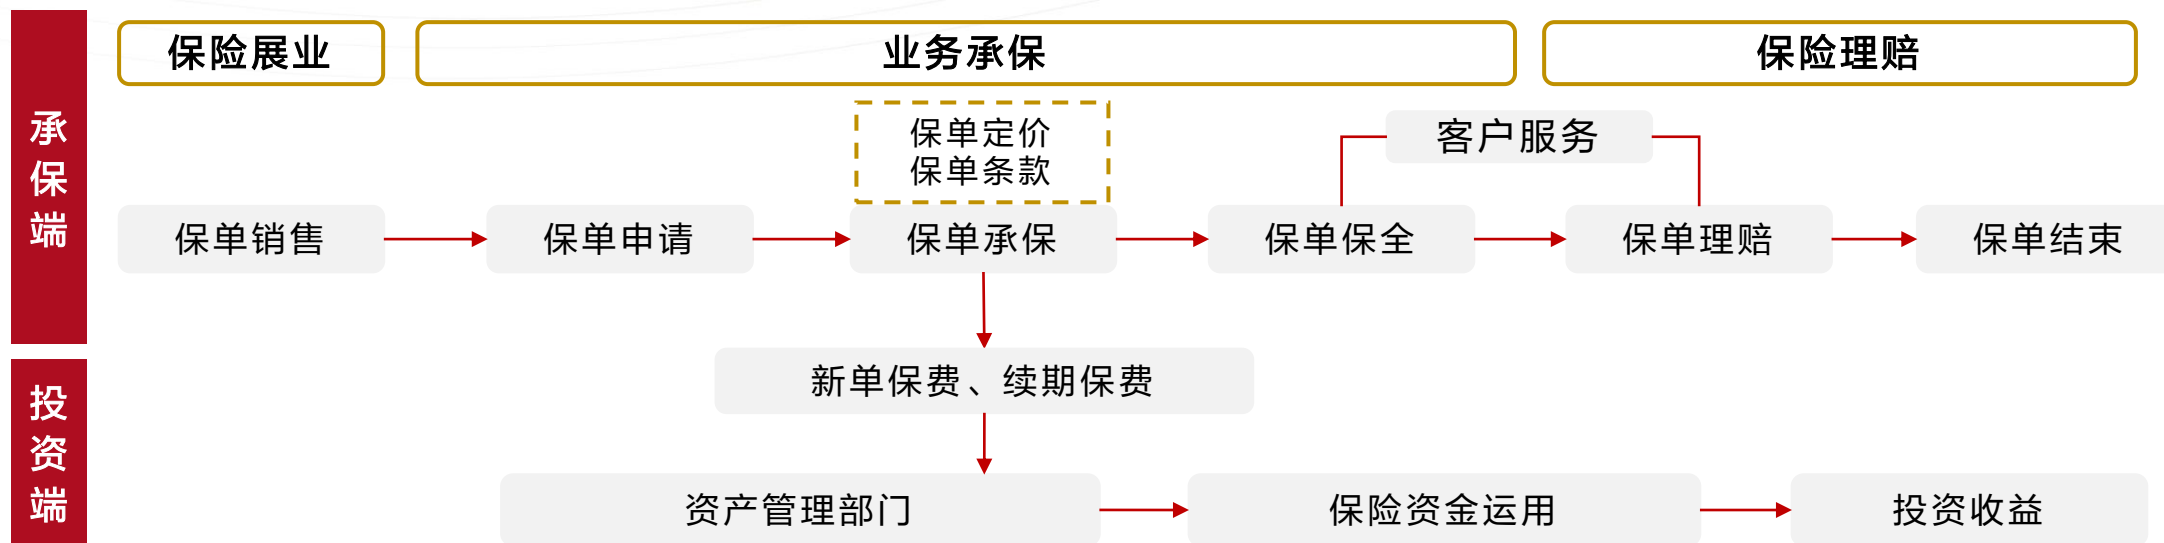 承保端
保险展业
业务承保
保险理赔
保单定价
保单条款
客户服务
保单销售
保单申请
保单承保
保单保全
保单理赔
保单结束
新单保费、续期保费
投资端
资产管理部门
保险资金运用
投资收益